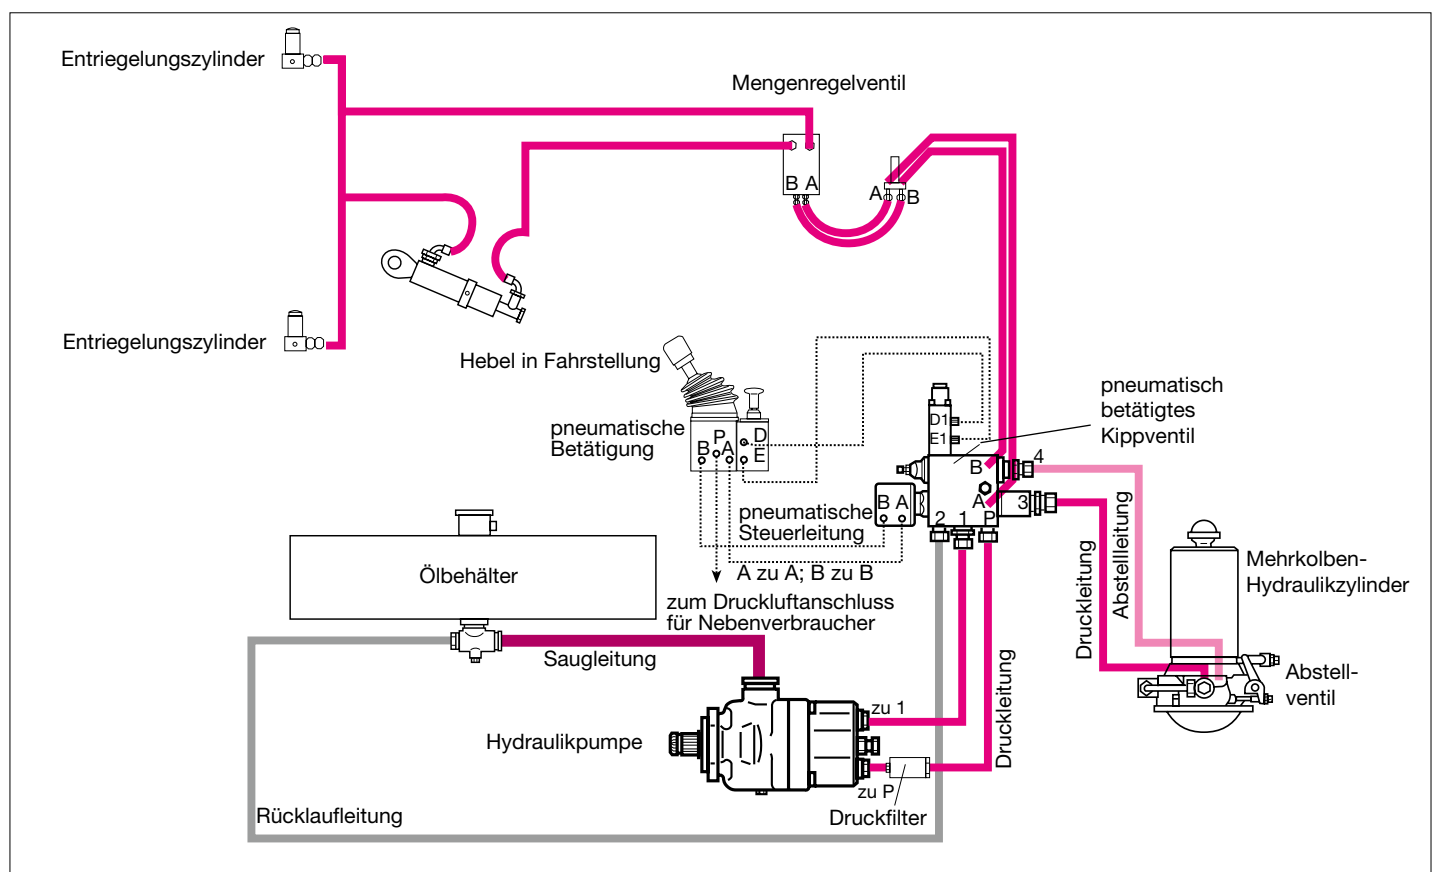 Entriegelungszylinder
Mengenregelventil
B A
A B
Entriegelungszylinder
Hebel in Fahrstellung
pneumatisch
betätigtes
Kippventil
pneumatische
Betätigung
B P A
D
E
D1
E1
B
4
A
3
B A
2 1 P
pneumatische
Steuerleitung
A zu A; B zu B
zum Druckluftanschluss
für Nebenverbraucher
Ölbehälter
Saugleitung
Abstellleitung
Druckleitung
Druckleitung
Mehrkolben-
Hydraulikzylinder
Abstell-
ventil
zu 1
Hydraulikpumpe
zu P
Druckfilter
Rücklaufleitung